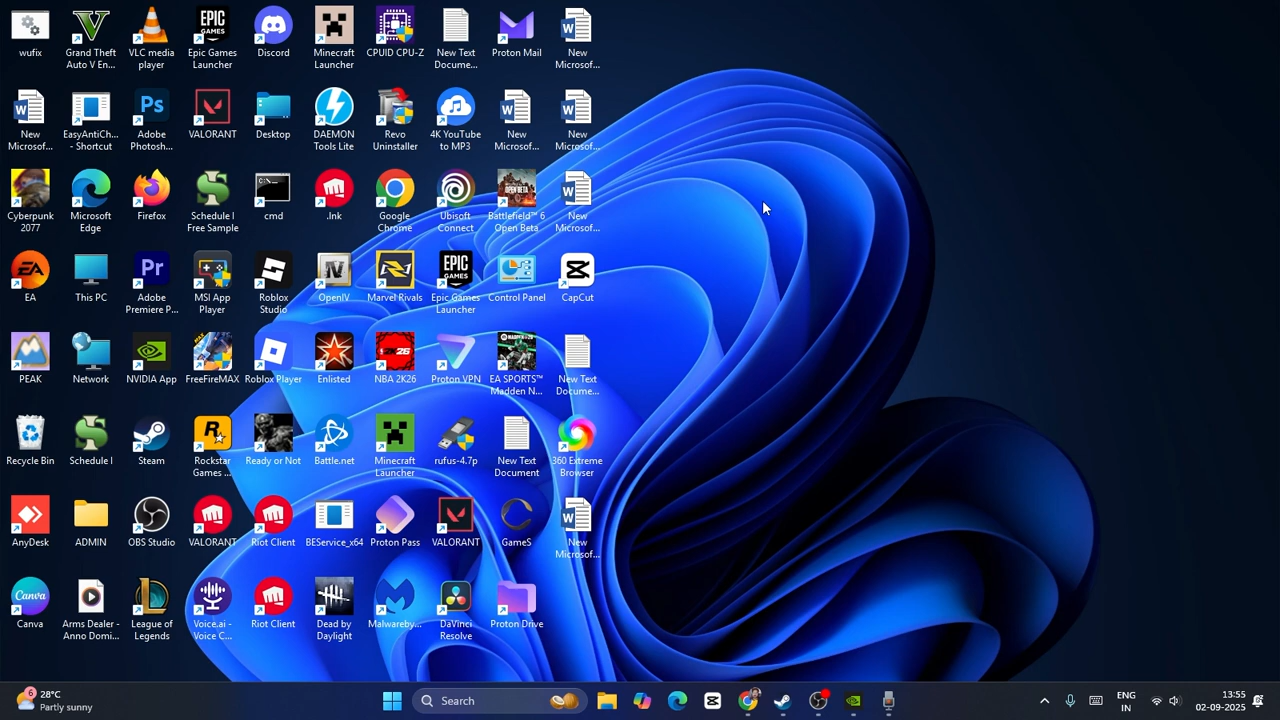 wufix
Grand Theft
Auto V En...
VLC media
player
Epic Games
Launcher
Discord
Minecraft
Launcher
CPUID CPU-Z
New Text
Docume...
Proton Mail
New
Microsof...
New
Microsof...
EasyAntiCh...
- Shortcut
Adobe
Photosh...
VALORANT
Desktop
DAEMON
Tools Lite
Revo
Uninstaller
4K YouTube
to MP3
New
Microsof...
New
Microsof...
Cyberpunk
2077
Microsoft
Edge
Firefox
Schedule I
Free Sample
cmd
.lnk
Google
Chrome
Ubisoft
Connect
Battlefield™ 6
Open Beta
New
Microsof...
EA
This PC
Adobe
Premiere P...
MSI App
Player
Roblox
Studio
OpenIV
Marvel Rivals
Epic Games
Launcher
Control Panel
CapCut
PEAK
Network
NVIDIA App
FreeFireMAX
Roblox Player
Enlisted
NBA 2K26
Proton VPN
EA SPORTS™
Madden N...
New Text
Docume...
Recycle Bin
Schedule I
Steam
Rockstar
Games ...
Ready or Not
Battle.net
Minecraft
Launcher
rufus-4.7p
New Text
Document
360 Extreme
Browser
AnyDesk
ADMIN
OBS Studio
VALORANT
Riot Client
BEService_x64
Proton Pass
VALORANT
GameS
New
Microsof...
Canva
Arms Dealer -
Anno Domi...
League of
Legends
Voice.ai -
Voice C...
Riot Client
Dead by
Daylight
Malwareby...
DaVinci
Resolve
Proton Drive
6
28°C
Partly sunny
Search
ENG
IN
13:55
02-09-2025